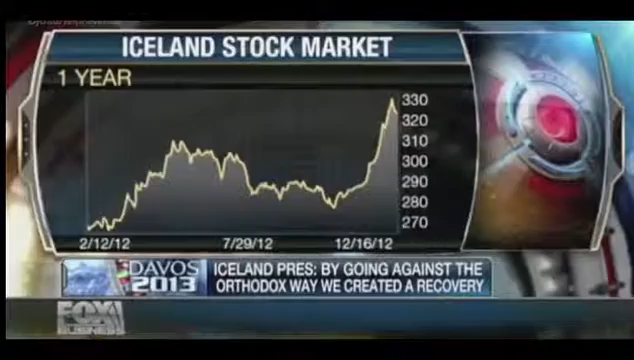 ICELAND STOCK MARKET
1 YEAR
330
320
310
300
290
280
270
2/12/12
7/29/12
12/16/12
DAVOS
2013
ICELAND PRES: BY GOING AGAINST THE
ORTHODOX WAY WE CREATED A RECOVERY
FOX
BUSINESS